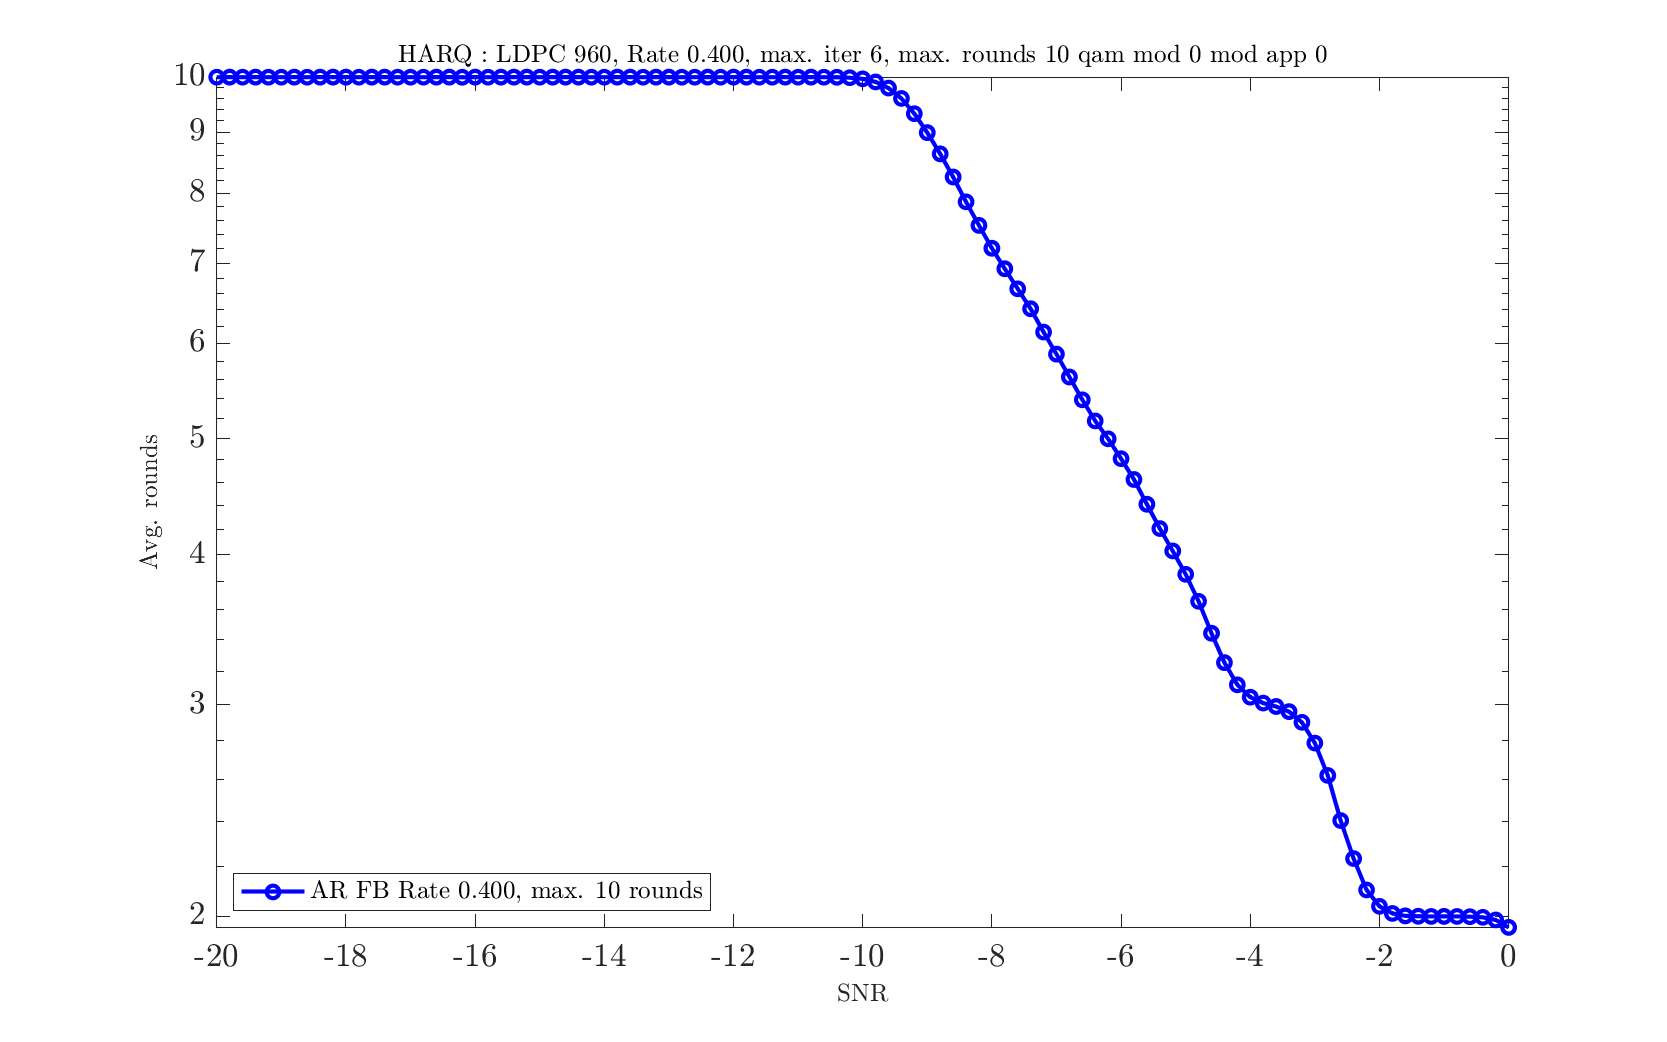 HARQ : LDPC 960, Rate 0.400, max. iter 6, max. rounds 10 qam mod 0 mod app 0
10
9
8
7
6
5
4
3
2
Avg. rounds
AR FB Rate 0.400, max. 10 rounds
-20 -18 -16 -14 -12 -10 -8 -6 -4 -2 0
SNR